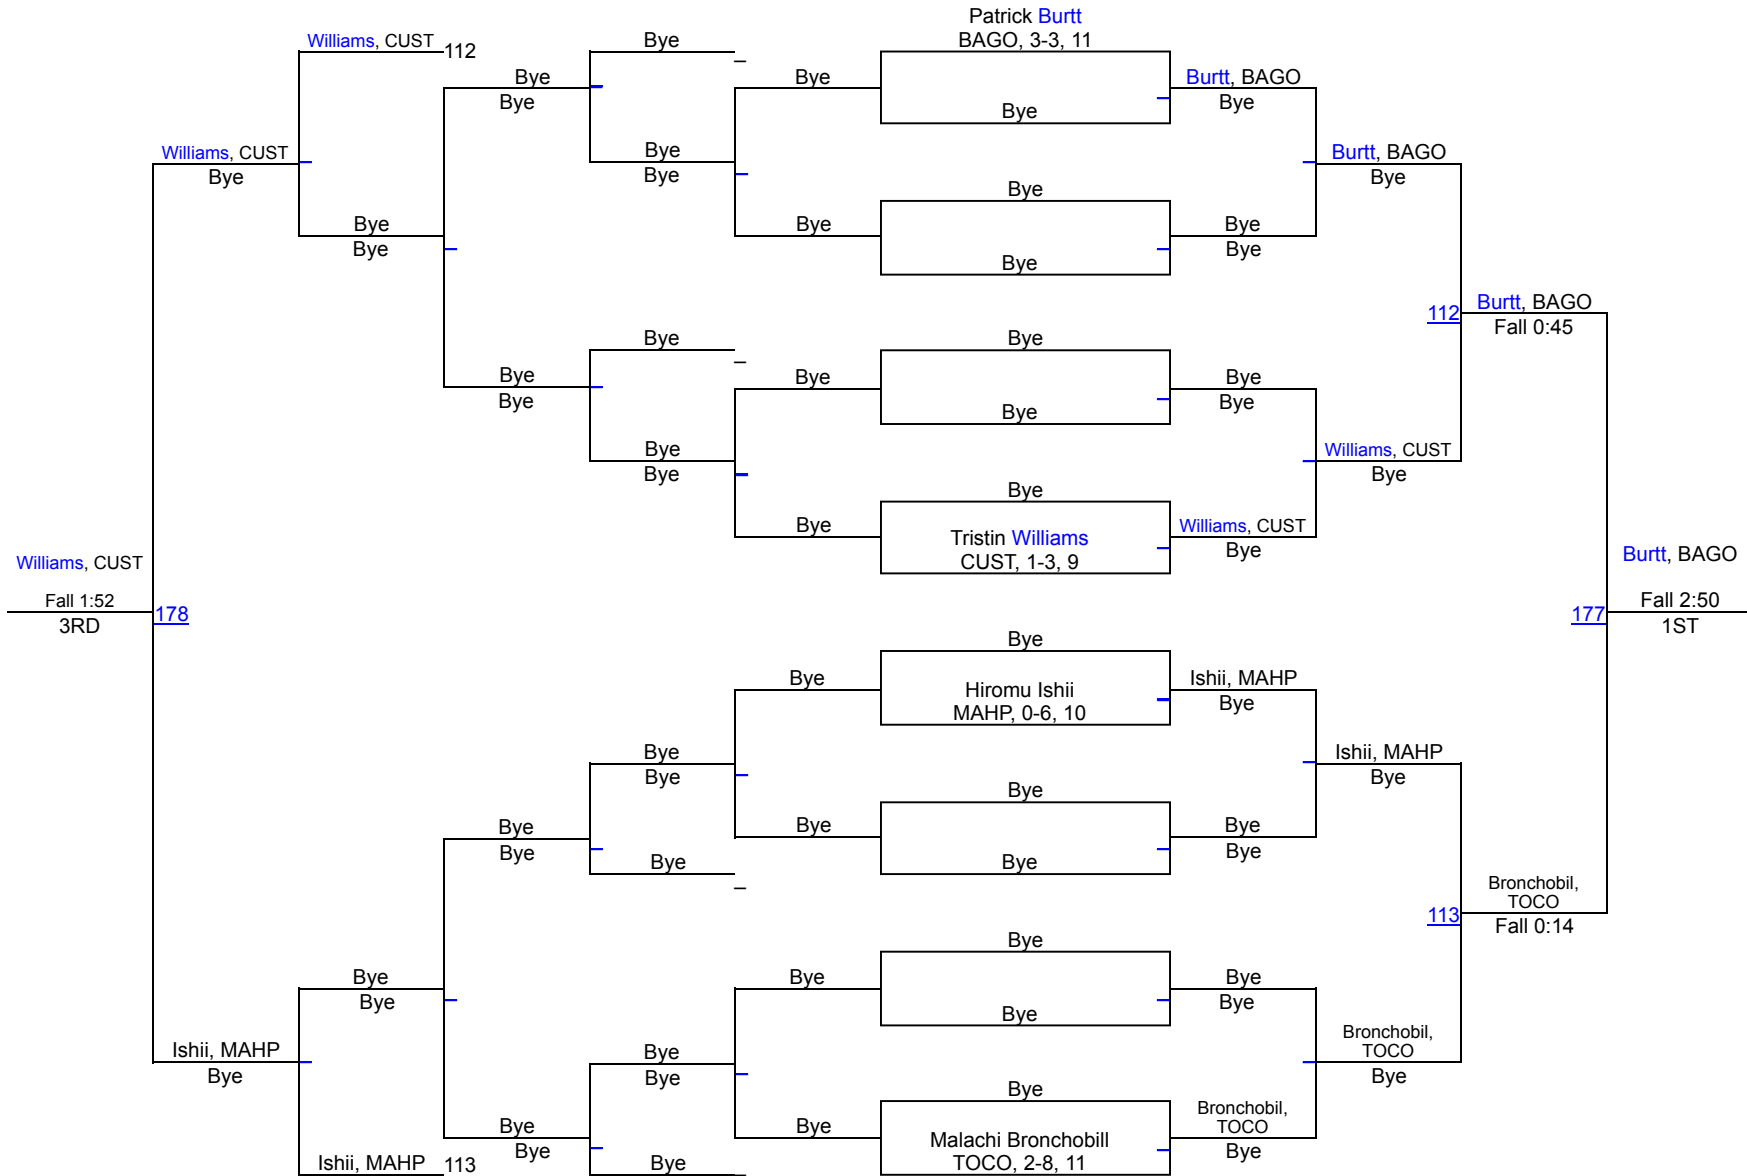 Patrick Burtt
BAGO, 3-3, 11
Williams, CUST
112
Bye
_
Bye
Bye
Bye
Burtt, BAGO
Bye
Bye
Bye
Bye
Williams, CUST
Bye
Burtt, BAGO
Bye
Bye
Bye
Bye
Bye
Bye
Bye
Bye
Bye
112
Burtt, BAGO
Fall 0:45
Bye
_
Bye
Bye
Bye
Bye
Bye
Bye
Bye
Bye
Bye
Bye
Williams, CUST
Bye
Bye
Bye
Tristin Williams
CUST, 1-3, 9
Williams, CUST
Bye
Williams, CUST
Fall 1:52
3RD
178
Burtt, BAGO
Fall 2:50
1ST
177
Bye
Bye
Hiromu Ishii
MAHP, 0-6, 10
Ishii, MAHP
Bye
Bye
Bye
Ishii, MAHP
Bye
Bye
Bye
Bye
Bye
Bye
Bye
Bye
Bye
_
Bronchobil,
TOCO
113
Fall 0:14
Bye
Bye
Bye
Bye
Bye
Bye
Bye
Ishii, MAHP
Bye
Bye
Bye
Bronchobil,
TOCO
Bye
Bye
Bye
Bye
Bye
Malachi Bronchobill
TOCO, 2-8, 11
Bronchobil,
TOCO
Bye
Ishii, MAHP
113
Bye
_